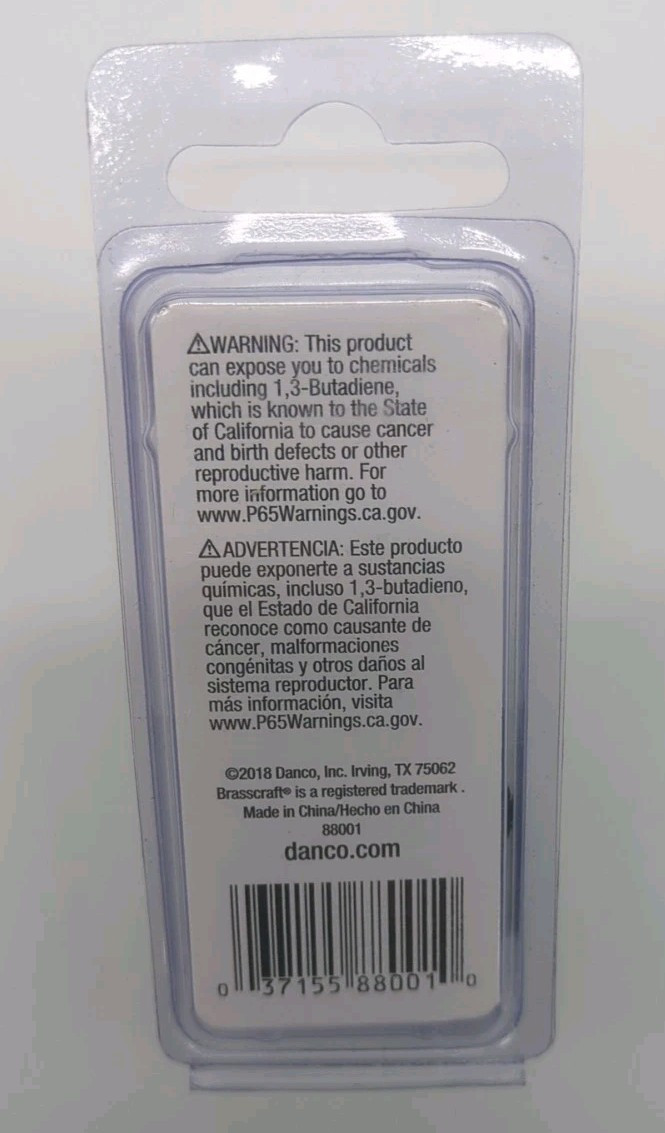 ⚠WARNING: This product
can expose you to chemicals
including 1,3-Butadiene,
which is known to the State
of California to cause cancer
and birth defects or other
reproductive harm. For
more information go to
www.P65Warnings.ca.gov.
⚠ADVERTENCIA: Este producto
puede exponerte a sustancias
químicas, incluso 1,3-butadieno,
que el Estado de California
reconoce como causante de
cáncer, malformaciones
congénitas y otros daños al
sistema reproductor. Para
más información, visita
www.P65Warnings.ca.gov.
©2018 Danco, Inc. Irving, TX 75062
Brasscraft® is a registered trademark.
Made in China/Hecho en China
88001
danco.com
0 37155 88001 0